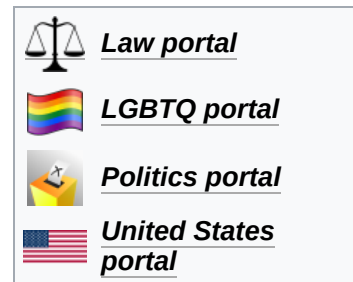 Law portal
LGBTQ portal
Politics portal
United States
portal